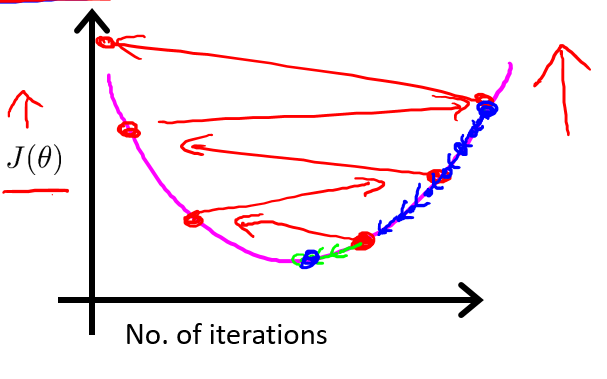 J(θ)
No. of iterations